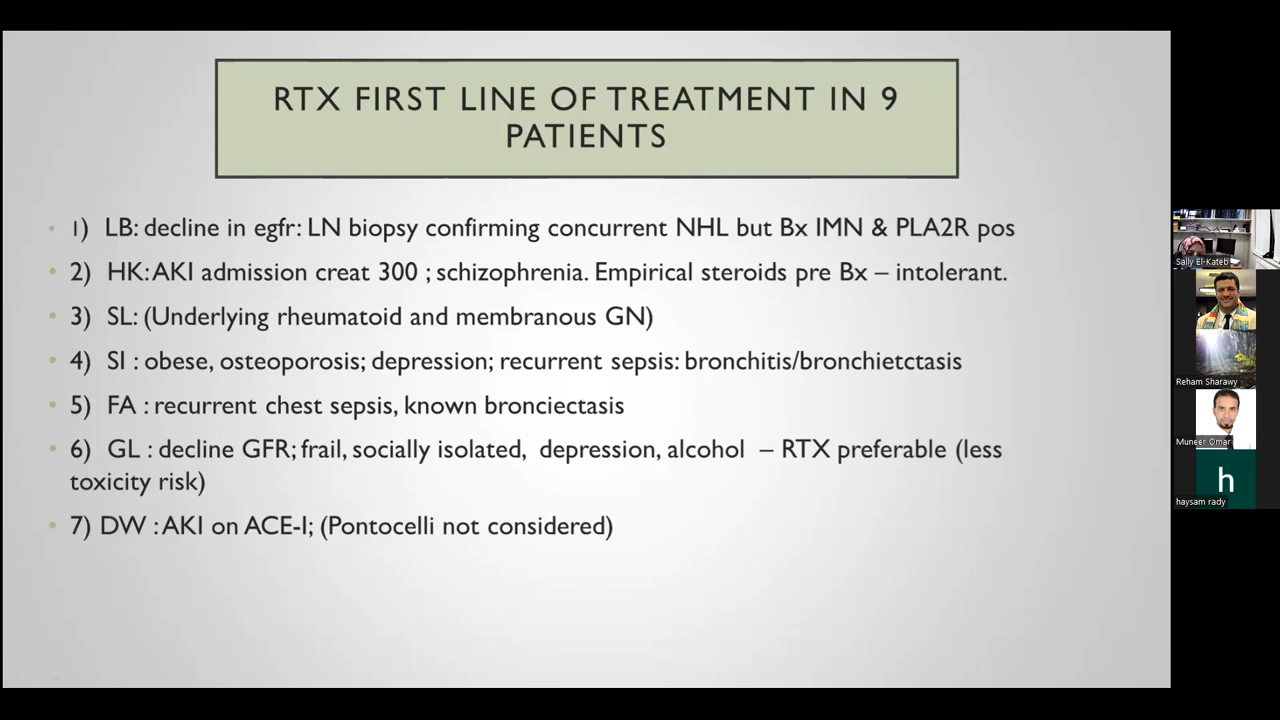 RTX FIRST LINE OF TREATMENT IN 9
PATIENTS
1) LB: decline in egfr: LN biopsy confirming concurrent NHL but Bx IMN & PLA2R pos
2) HK: AKI admission creat 300 ; schizophrenia. Empirical steroids pre Bx – intolerant.
3) SL: (Underlying rheumatoid and membranous GN)
4) SI : obese, osteoporosis; depression; recurrent sepsis: bronchitis/bronchietctasis
5) FA : recurrent chest sepsis, known bronciectasis
6) GL : decline GFR; frail, socially isolated, depression, alcohol – RTX preferable (less
toxicity risk)
7) DW : AKI on ACE-I; (Pontocelli not considered)
Sally El-Kateb
Reham Sharawy
Muneer Omar
h
haysam rady